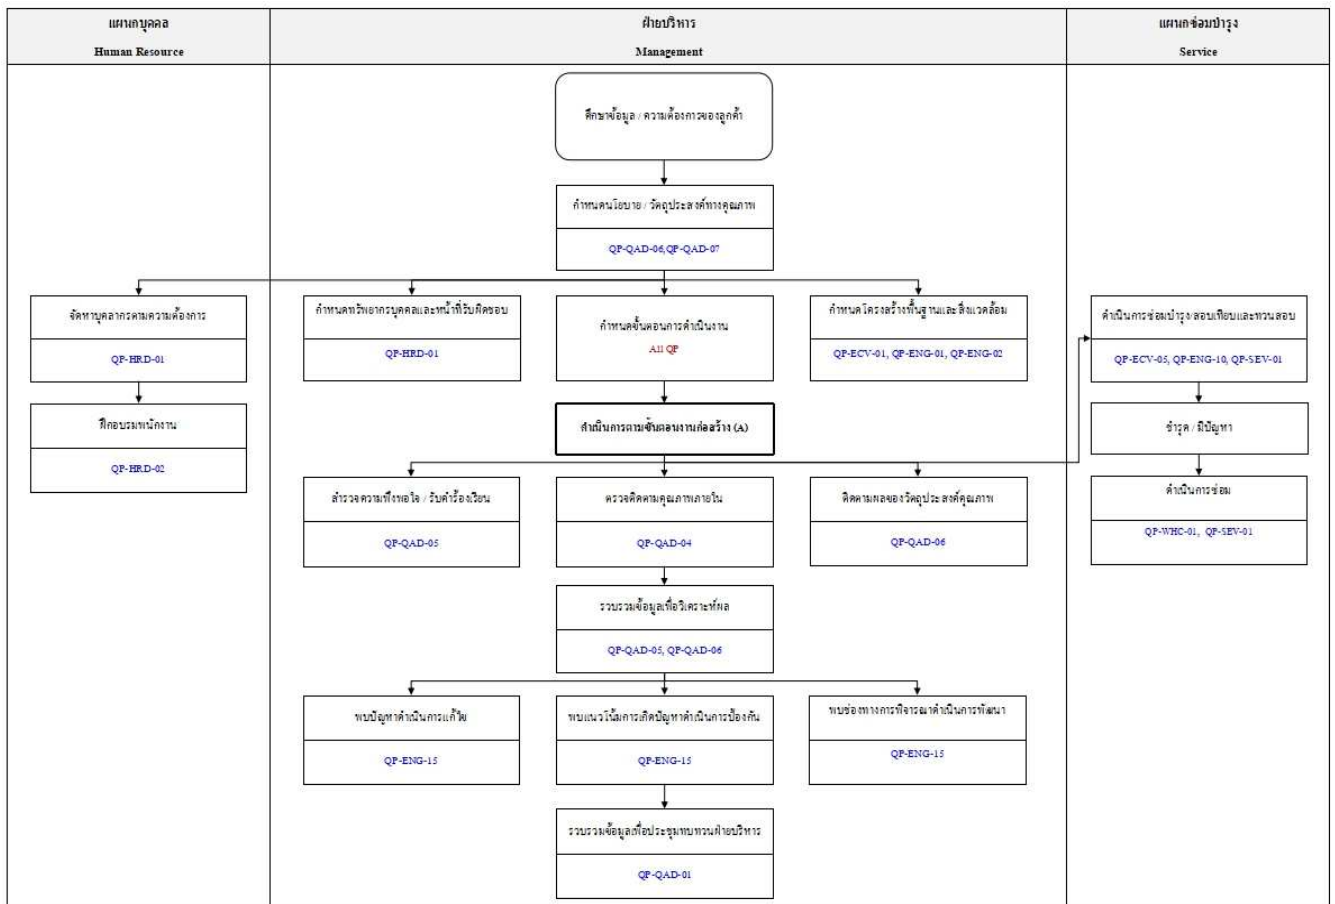 แผนกบุคคล
Human Resource
ฝ่ายบริหาร
Management
แผนกซ่อมบำรุง
Service
ศึกษาข้อมูล / ความต้องการของลูกค้า
กำหนดนโยบาย / วัตถุประสงค์ทางคุณภาพ
QP-QAD-06,QP-QAD-07
จัดหาบุคลากรตามความต้องการ
QP-HRD-01
กำหนดทรัพยากรบุคคลและหน้าที่รับผิดชอบ
QP-HRD-01
กำหนดขั้นตอนการดำเนินงาน
All QP
กำหนดโครงสร้างพื้นฐานและสิ่งแวดล้อม
QP-ECV-01, QP-ENG-01, QP-ENG-02
ดำเนินการซ่อมบำรุง/สอบเทียบและทวนสอบ
QP-ECV-05, QP-ENG-10, QP-SEV-01
ฝึกอบรมพนักงาน
QP-HRD-02
ดำเนินการตามขั้นตอนงานก่อสร้าง (A)
ชำรุด / มีปัญหา
สำรวจความพึงพอใจ / รับคำร้องเรียน
QP-QAD-05
ตรวจติดตามคุณภาพภายใน
QP-QAD-04
ติดตามผลของวัตถุประสงค์คุณภาพ
QP-QAD-06
ดำเนินการซ่อม
QP-WHC-01, QP-SEV-01
รวบรวมข้อมูลเพื่อวิเคราะห์ผล
QP-QAD-05, QP-QAD-06
พบปัญหาดำเนินการแก้ไข
QP-ENG-15
พบแนวโน้มการเกิดปัญหาดำเนินการป้องกัน
QP-ENG-15
พบช่องทางการพิจารณาดำเนินการพัฒนา
QP-ENG-15
รวบรวมข้อมูลเพื่อประชุมทบทวนฝ่ายบริหาร
QP-QAD-01